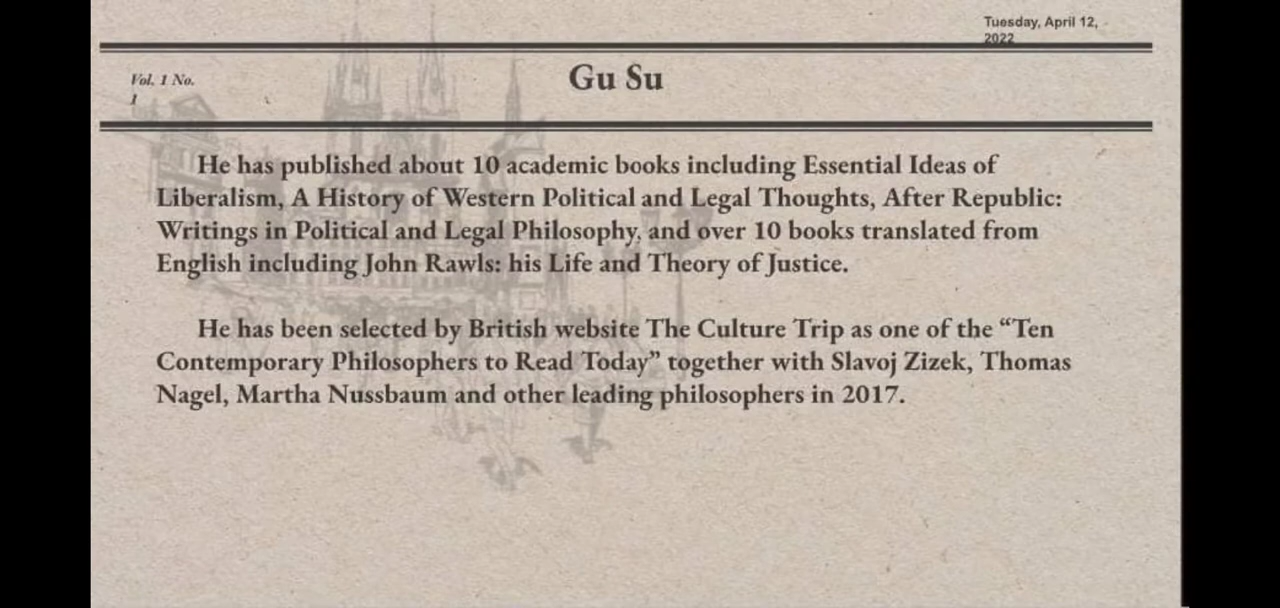 Tuesday, April 12,
2022
Vol. 1 No.
1
Gu Su
He has published about 10 academic books including Essential Ideas of
Liberalism, A History of Western Political and Legal Thoughts, After Republic:
Writings in Political and Legal Philosophy, and over 10 books translated from
English including John Rawls: his Life and Theory of Justice.
He has been selected by British website The Culture Trip as one of the “Ten
Contemporary Philosophers to Read Today” together with Slavoj Zizek, Thomas
Nagel, Martha Nussbaum and other leading philosophers in 2017.